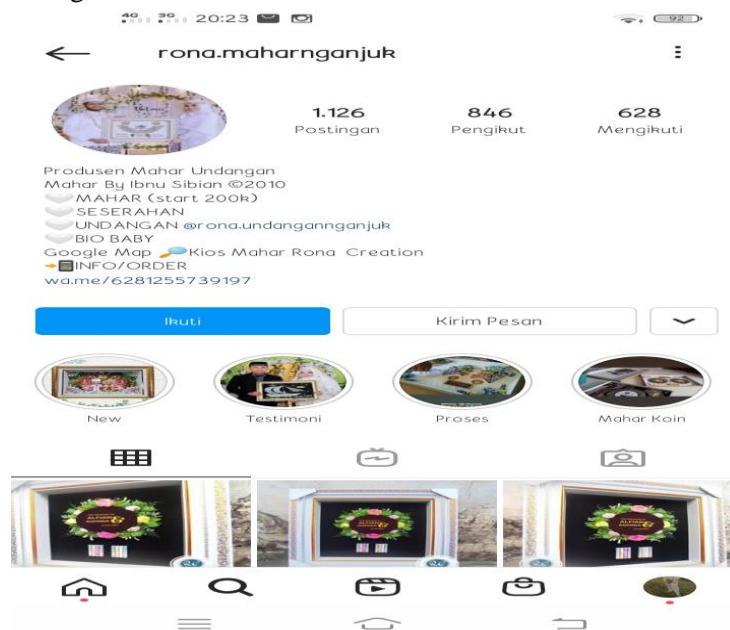 4G 3G 20:23 92
rona.maharnganjuk
1.126 846 628
Postingan Pengikut Mengikuti
Produsen Mahar Undangan
Mahar By Ibnu Sibian ©2010
🤍MAHAR (start 200k)
🤍SESERAHAN
🤍UNDANGAN @rona.undangannganjuk
🤍BIO BABY
Google Map 🔎Kios Mahar Rona Creation
INFO/ORDER
wa.me/6281255739197
Ikuti Kirim Pesan
New Testimoni Proses Mahar Koin